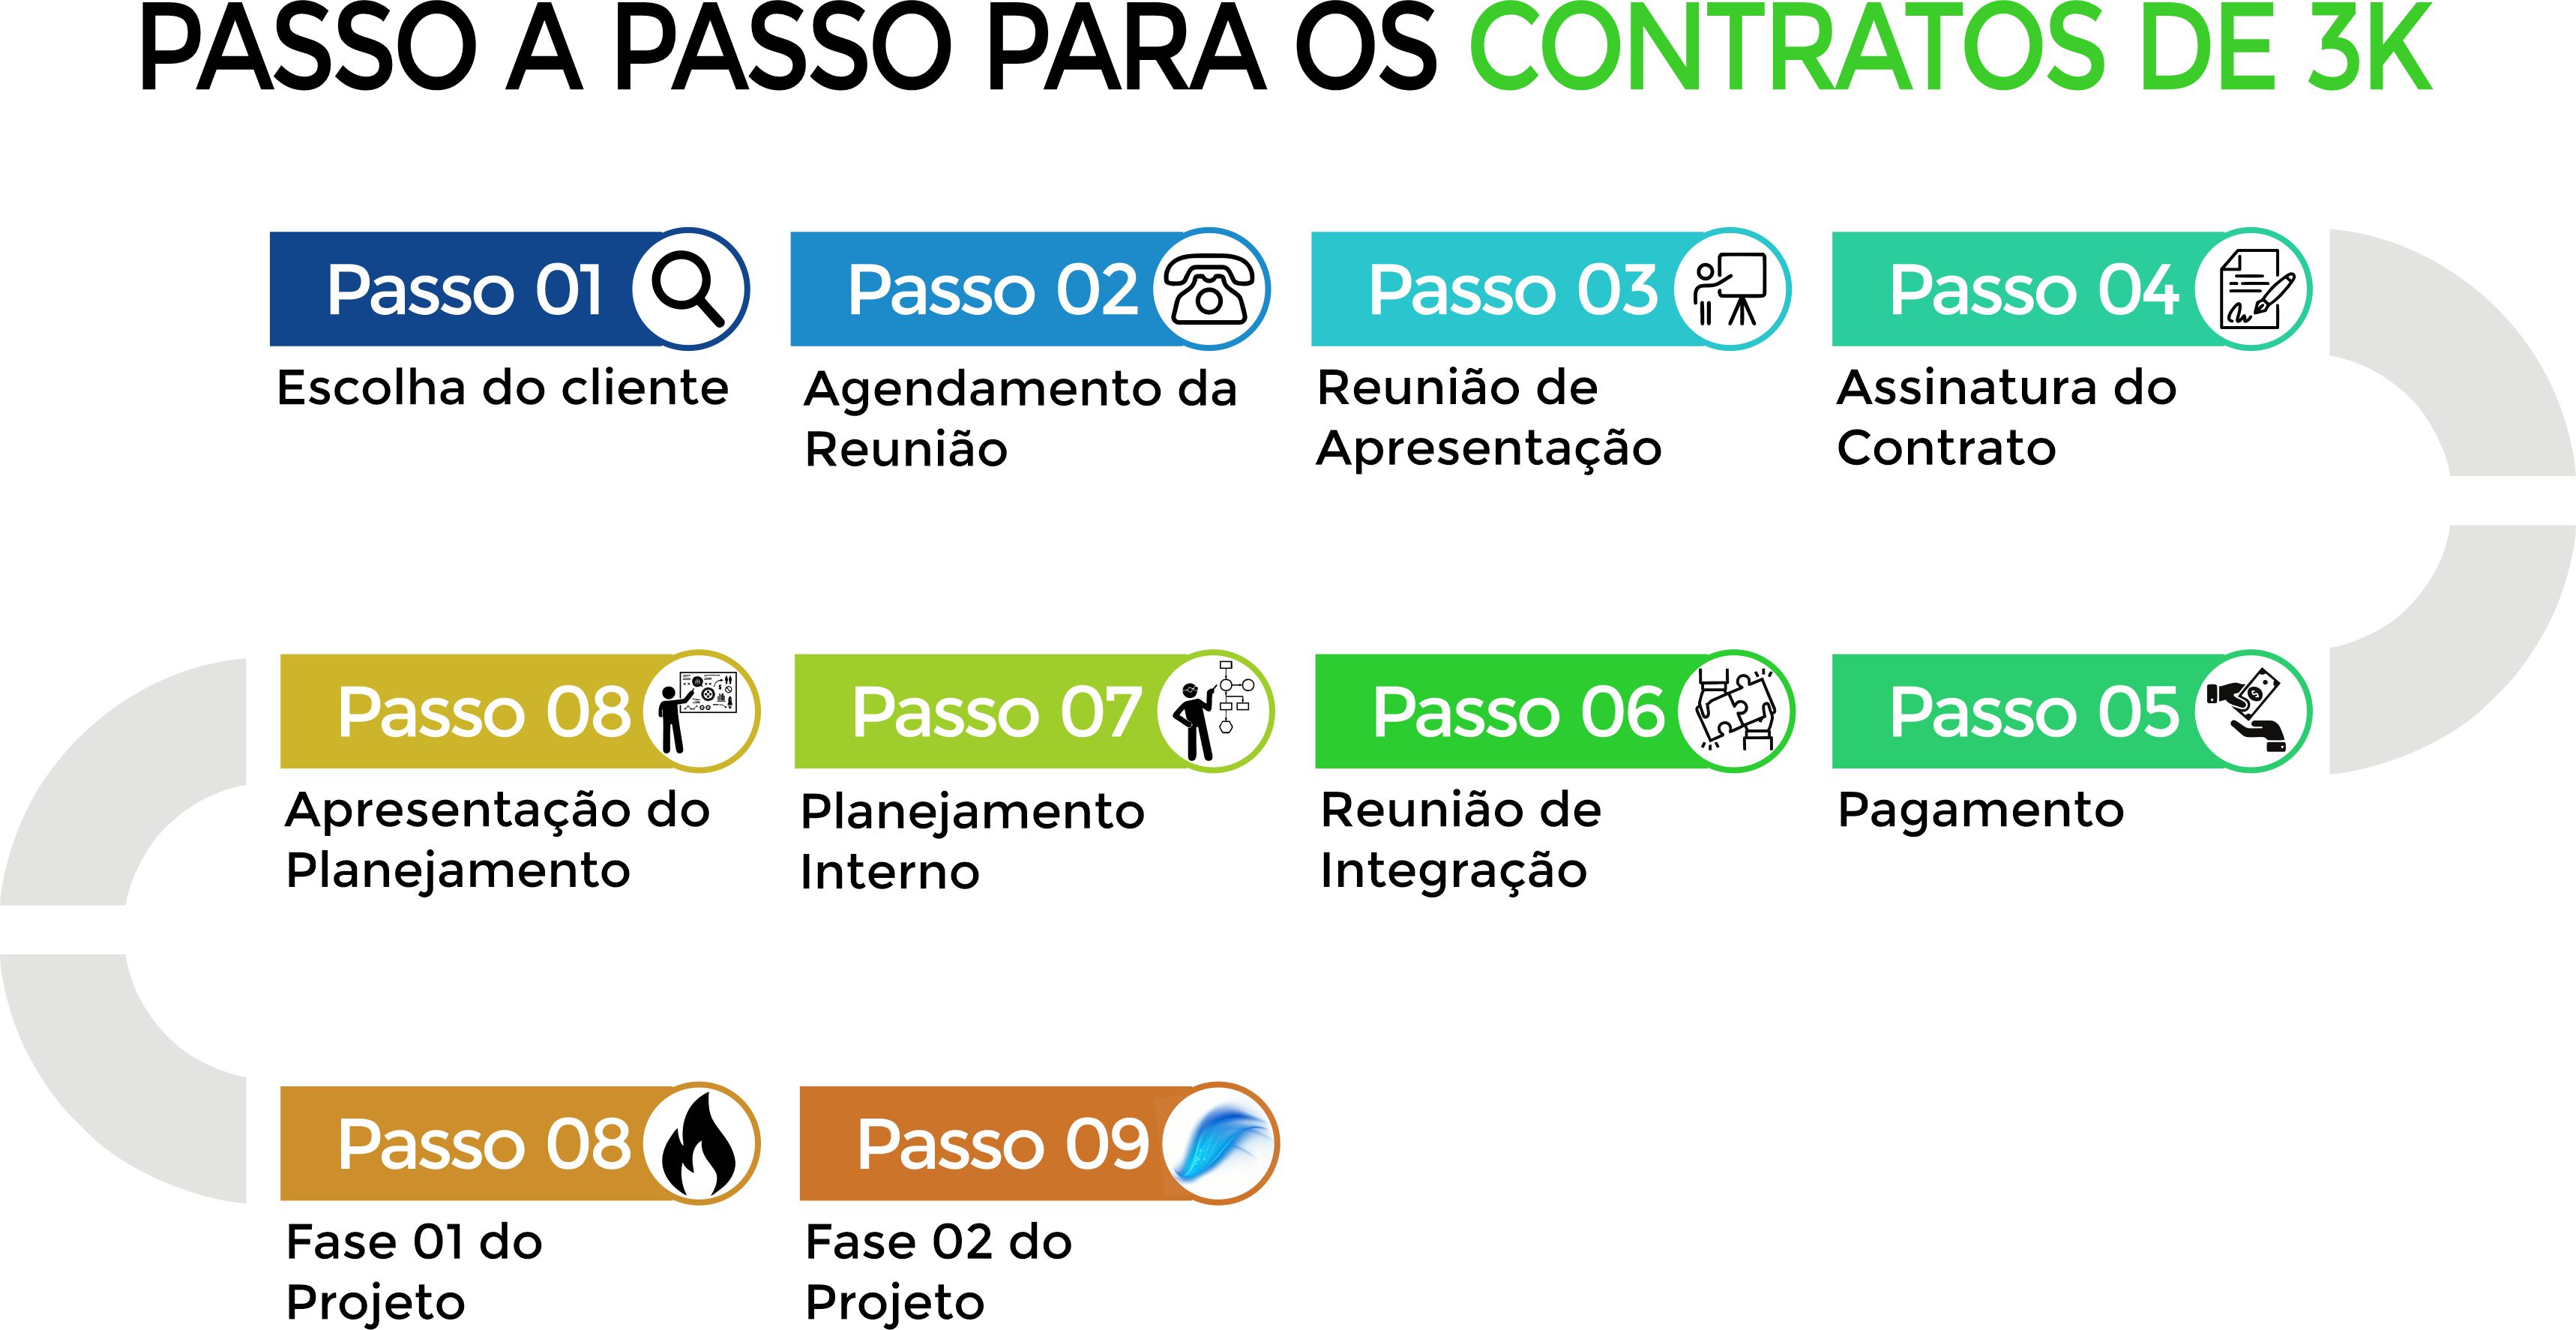 PASSO A PASSO PARA OS CONTRATOS DE 3K
Passo 01
Escolha do cliente
Passo 02
Agendamento da
Reunião
Passo 03
Reunião de
Apresentação
Passo 04
Assinatura do
Contrato
Passo 05
Pagamento
Passo 06
Reunião de
Integração
Passo 07
Planejamento
Interno
Passo 08
Apresentação do
Planejamento
Passo 08
Fase 01 do
Projeto
Passo 09
Fase 02 do
Projeto